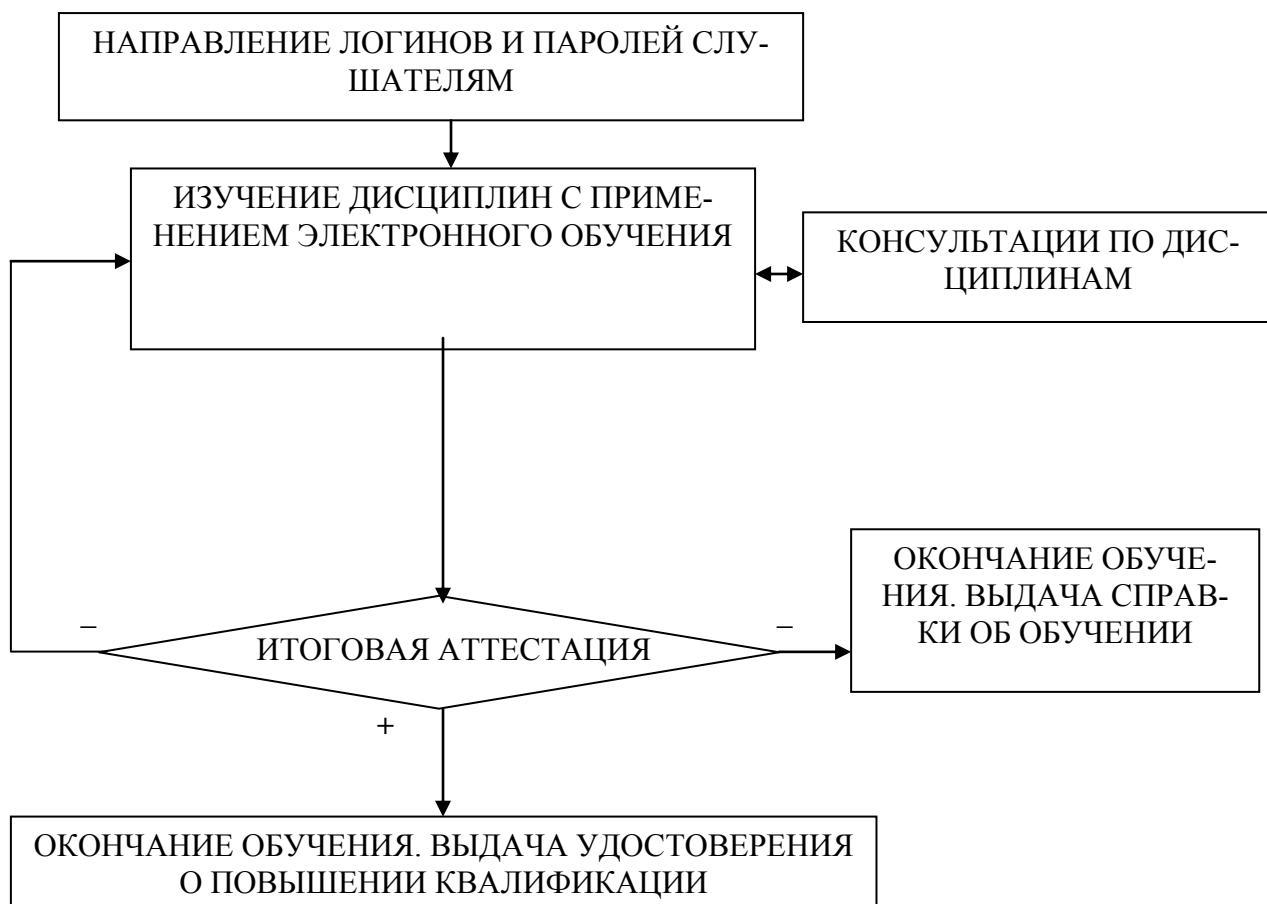 НАПРАВЛЕНИЕ ЛОГИНОВ И ПАРОЛЕЙ СЛУ-
ШАТЕЛЯМ
ИЗУЧЕНИЕ ДИСЦИПЛИН С ПРИМЕ-
НЕНИЕМ ЭЛЕКТРОННОГО ОБУЧЕНИЯ
КОНСУЛЬТАЦИИ ПО ДИС-
ЦИПЛИНАМ
ОКОНЧАНИЕ ОБУЧЕ-
НИЯ. ВЫДАЧА СПРАВ-
КИ ОБ ОБУЧЕНИИ
–
ИТОГОВАЯ АТТЕСТАЦИЯ
–
+
ОКОНЧАНИЕ ОБУЧЕНИЯ. ВЫДАЧА УДОСТОВЕРЕНИЯ
О ПОВЫШЕНИИ КВАЛИФИКАЦИИ